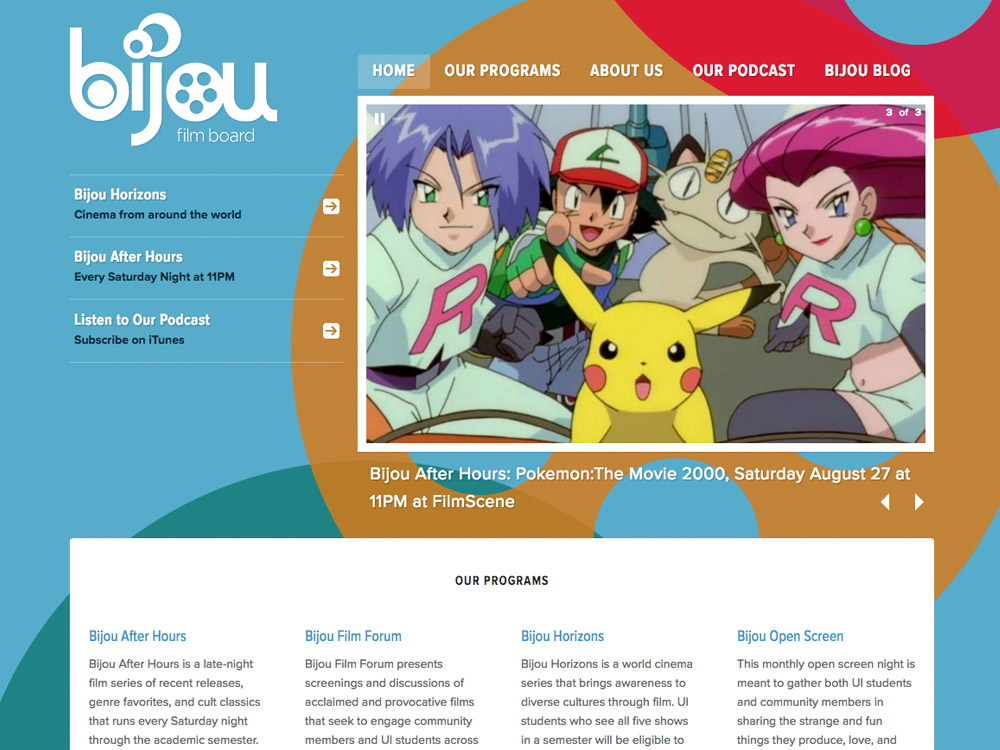 bijou
film board
HOME OUR PROGRAMS ABOUT US OUR PODCAST BIJOU BLOG
Bijou Horizons
Cinema from around the world
Bijou After Hours
Every Saturday Night at 11PM
Listen to Our Podcast
Subscribe on iTunes
3 of 3
R
R
Bijou After Hours: Pokemon:The Movie 2000, Saturday August 27 at
11PM at FilmScene
OUR PROGRAMS
Bijou After Hours
Bijou After Hours is a late-night
film series of recent releases,
genre favorites, and cult classics
that runs every Saturday night
through the academic semester.
Bijou Film Forum
Bijou Film Forum presents
screenings and discussions of
acclaimed and provocative films
that seek to engage community
members and UI students across
Bijou Horizons
Bijou Horizons is a world cinema
series that brings awareness to
diverse cultures through film. UI
students who see all five shows
in a semester will be eligible to
Bijou Open Screen
This monthly open screen night is
meant to gather both UI students
and community members in
sharing the strange and fun
things they produce, love, and